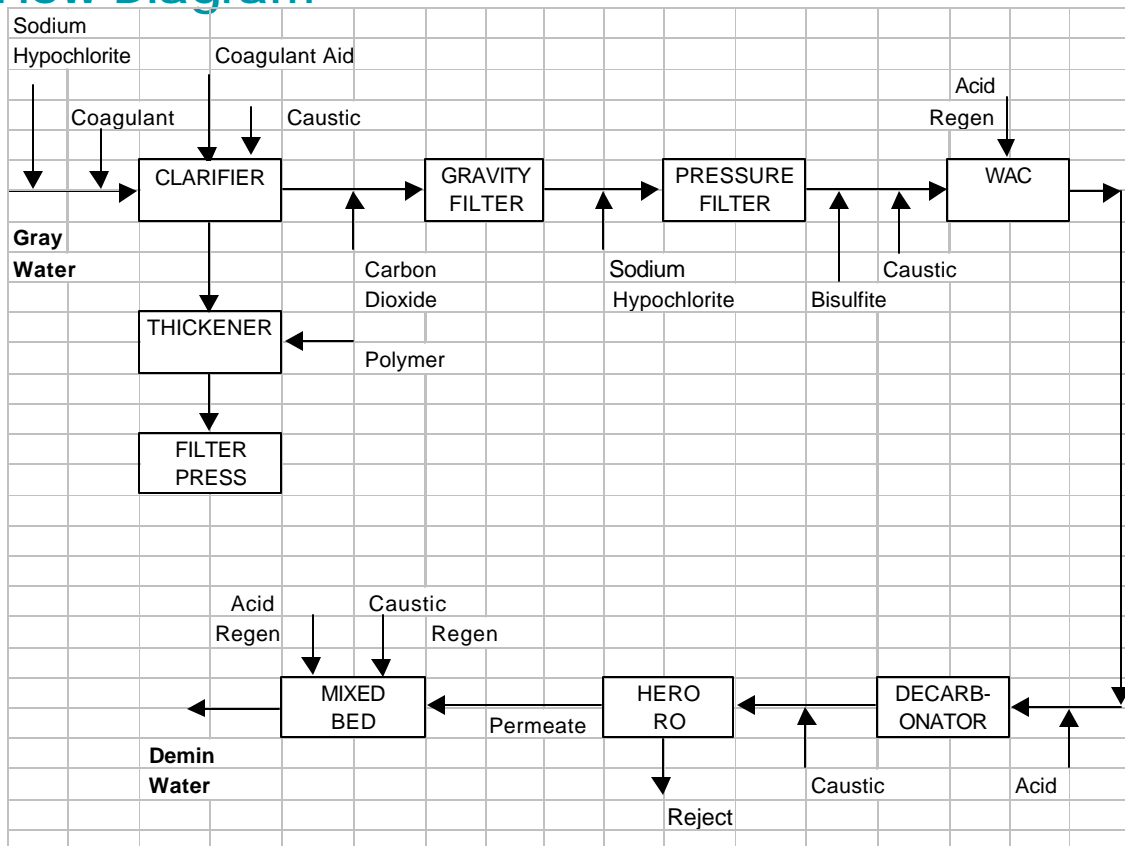 Flow Diagram
Sodium
Hypochlorite
Coagulant Aid
Coagulant
Caustic
Acid
Regen
CLARIFIER
GRAVITY
FILTER
PRESSURE
FILTER
WAC
Gray
Water
Carbon
Dioxide
Sodium
Hypochlorite
Bisulfite
Caustic
THICKENER
Polymer
FILTER
PRESS
Acid
Regen
Caustic
Regen
MIXED
BED
Permeate
HERO
RO
DECARB-
ONATOR
Demin
Water
Reject
Caustic
Acid